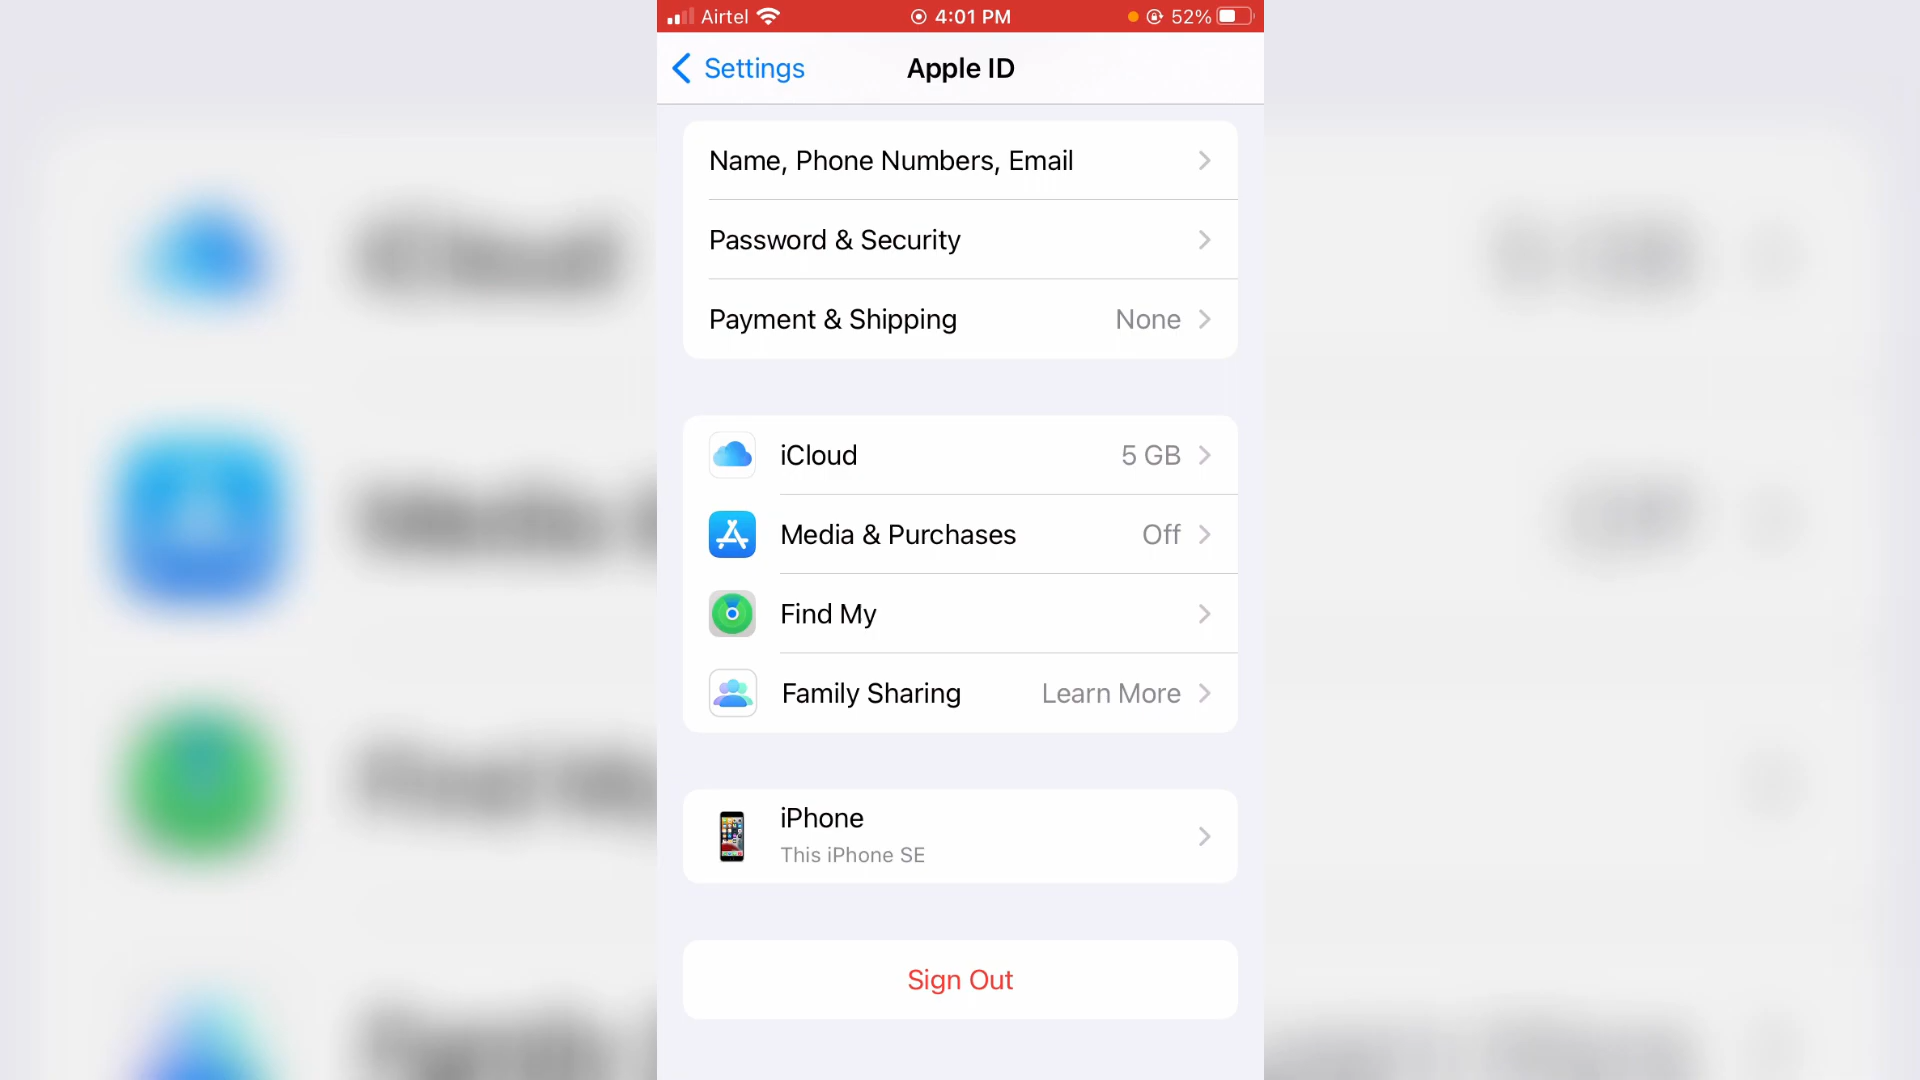 Airtel 4:01 PM 52%
Settings Apple ID
Name, Phone Numbers, Email
Password & Security
Payment & Shipping None
iCloud 5 GB
Media & Purchases Off
Find My
Family Sharing Learn More
iPhone
This iPhone SE
Sign Out